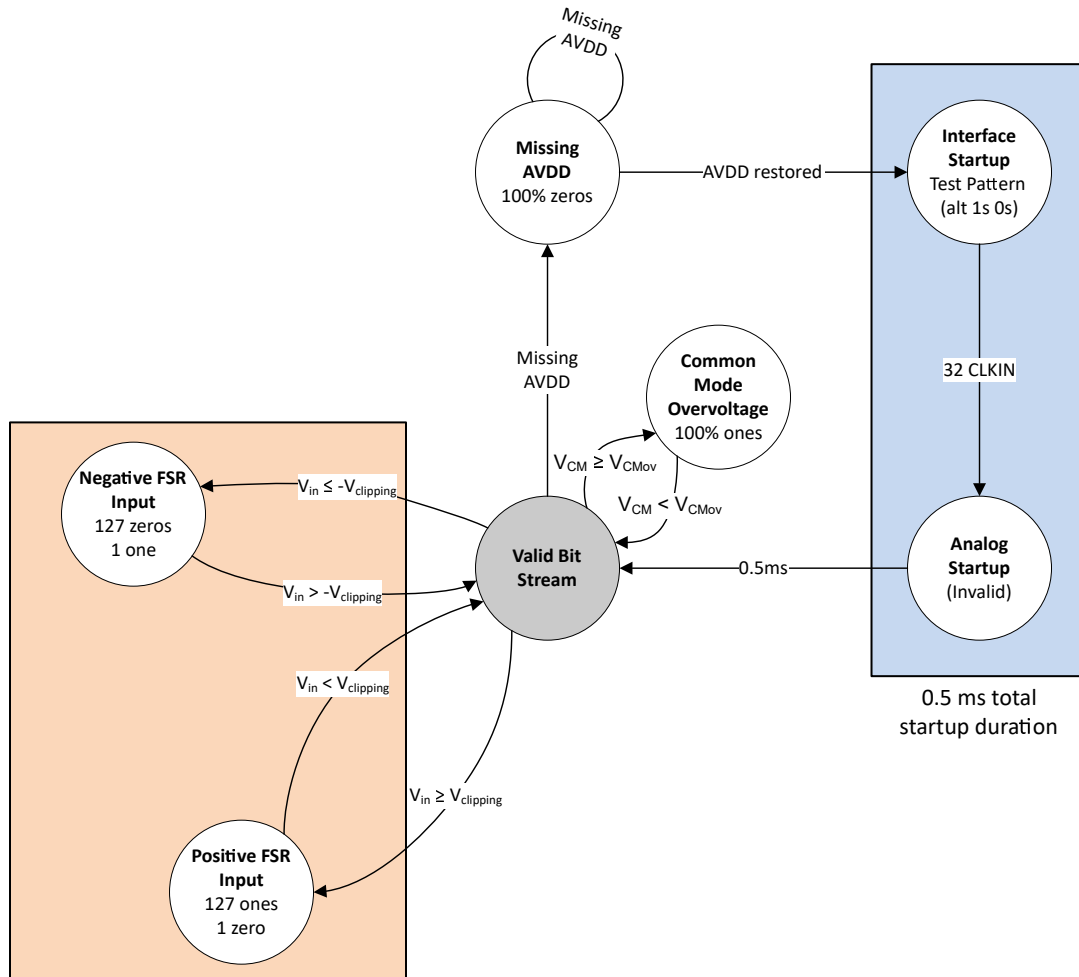 Missing
AVDD
Missing
AVDD
100% zeros
AVDD restored
Interface
Startup
Test Pattern
(alt 1s 0s)
32 CLKIN
Missing
AVDD
Common
Mode
Overvoltage
100% ones
V_CM ≥ V_CMov
V_CM < V_CMov
Negative FSR
Input
127 zeros
1 one
V_in ≤ -V_clipping
V_in > -V_clipping
Valid Bit
Stream
0.5ms
Analog
Startup
(Invalid)
0.5 ms total
startup duration
V_in < V_clipping
V_in ≥ V_clipping
Positive FSR
Input
127 ones
1 zero